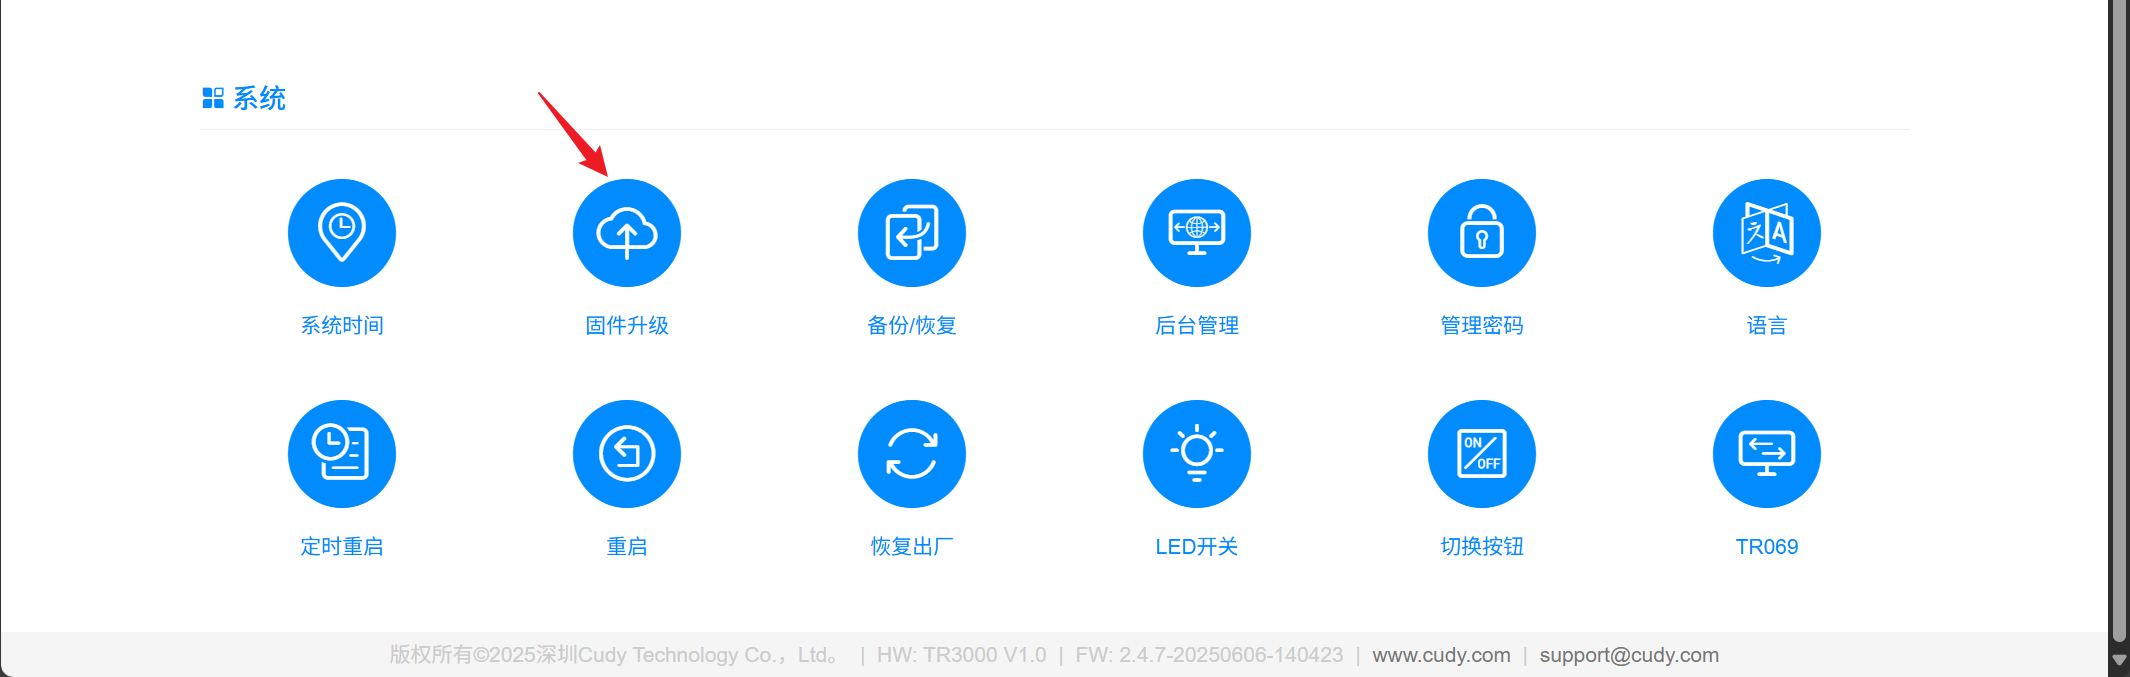 系统
系统时间 固件升级 备份/恢复 后台管理 管理密码 语言
A
定时重启 重启 恢复出厂 LED开关 切换按钮 TR069
ON
OFF
版权所有©2025深圳Cudy Technology Co.，Ltd。 | HW: TR3000 V1.0 | FW: 2.4.7-20250606-140423 | www.cudy.com | support@cudy.com